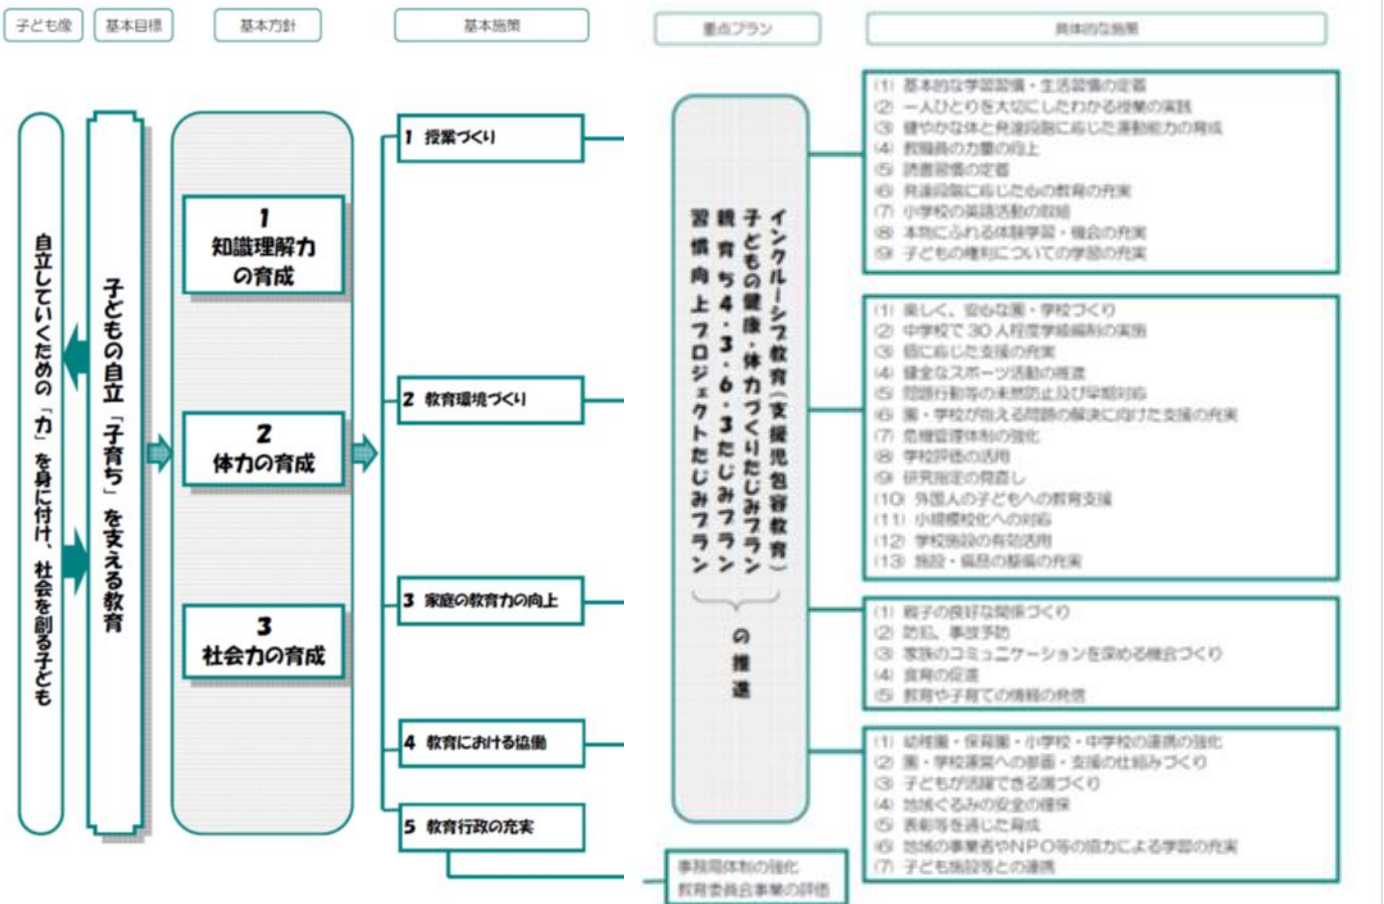 子ども像
基本目標
基本方針
基本施策
重点プラン
具体的な施策
自立していくための「力」を身に付け、社会を創る子ども
子どもの自立「子育ち」を支える教育
1
知識理解力
の育成
2
体力の育成
3
社会力の育成
1 授業づくり
2 教育環境づくり
3 家庭の教育力の向上
4 教育における協働
5 教育行政の充実
インクルーシブ教育(支援児包容教育)
子どもの健康・体力づくりたじみプラン
親育ち4・3・6・3たじみプラン
習慣向上プロジェクトたじみプラン
の推進
(1) 基本的な学習習慣・生活習慣の定着
(2) 一人ひとりを大切にしたわかる授業の実践
(3) 健やかな体と発達段階に応じた運動能力の育成
(4) 教職員の力量の向上
(5) 読書習慣の定着
(6) 発達段階に応じた心の教育の充実
(7) 小学校の英語活動の取組
(8) 本物にふれる体験学習・機会の充実
(9) 子どもの権利についての学習の充実
(1) 楽しく、安心な園・学校づくり
(2) 中学校で30人程度学級編制の実施
(3) 個に応じた支援の充実
(4) 健全なスポーツ活動の推進
(5) 問題行動等の未然防止及び早期対応
(6) 園・学校が抱える問題の解決に向けた支援の充実
(7) 危機管理体制の強化
(8) 学校評価の活用
(9) 研究指定の見直し
(10) 外国人の子どもへの教育支援
(11) 小規模校化への対応
(12) 学校施設の有効活用
(13) 施設・備品の整備の充実
(1) 親子の良好な関係づくり
(2) 防犯、事故予防
(3) 家族のコミュニケーションを深める機会づくり
(4) 食育の促進
(5) 教育や子育ての情報の発信
(1) 幼稚園・保育園・小学校・中学校の連携の強化
(2) 園・学校運営への参画・支援の仕組みづくり
(3) 子どもが活躍できる場づくり
(4) 地域ぐるみの安全の確保
(5) 表彰等を通じた育成
(6) 地域の事業者やNPO等の協力による学習の充実
(7) 子ども施設等との連携
事務局体制の強化
教育委員会事業の評価